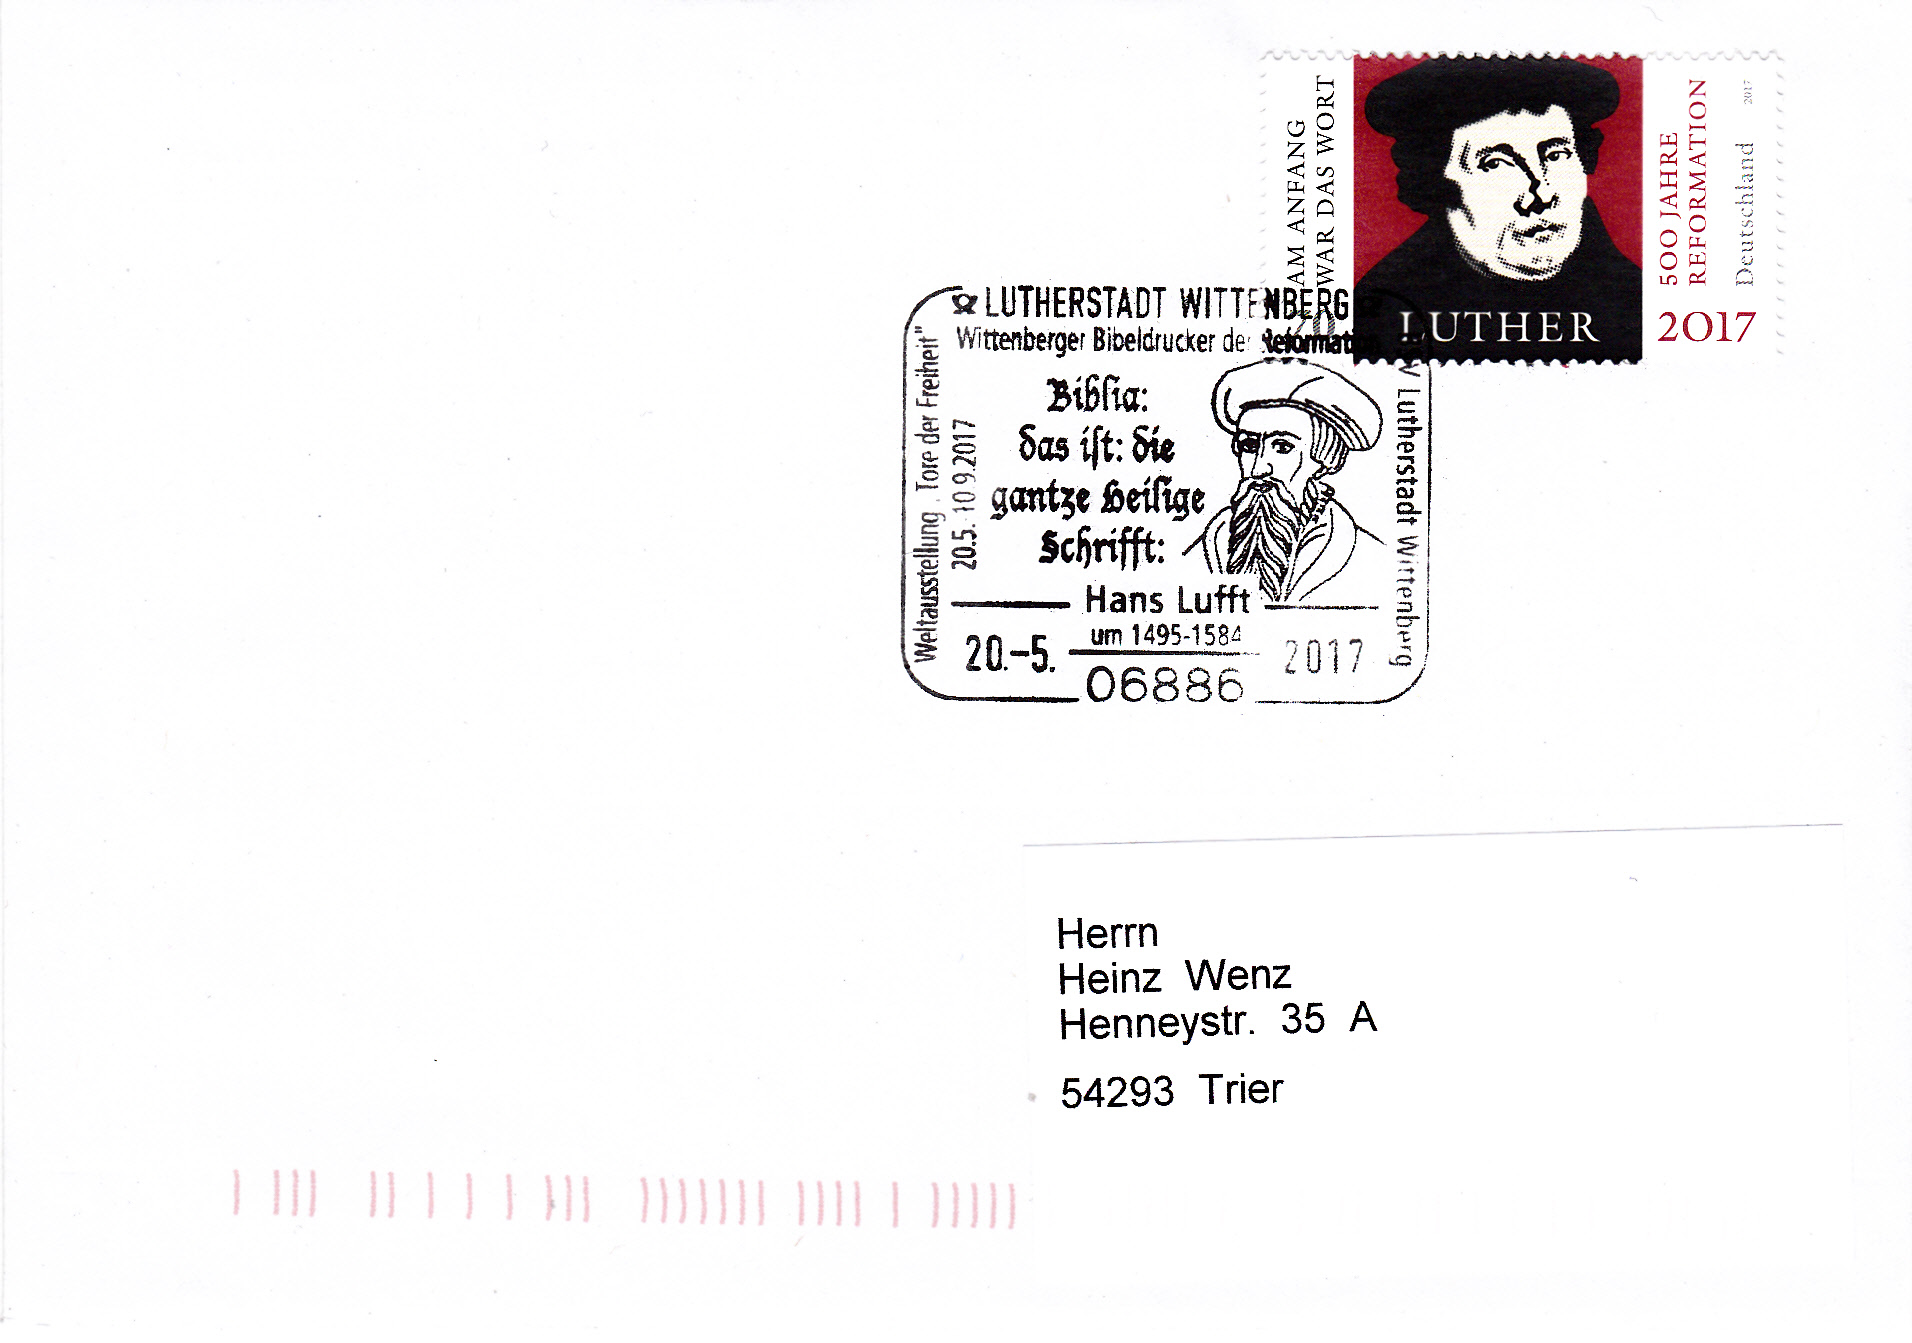 AM ANFANG
WAR DAS WORT
LUTHER
500 JAHRE
REFORMATION
2017
Deutschland
2017
LUTHERSTADT WITTENBERG
Wittenberger Bibeldrucker der Reformation
Weltausstellung „Tore der Freiheit"
20.5.-10.9.2017
Biblia:
das ist: die
gantze Heilige
Schrifft:
Hans Lufft
um 1495-1584
20.-5. 2017
06886
Lutherstadt Wittenberg
Herrn
Heinz Wenz
Henneystr. 35 A
54293 Trier